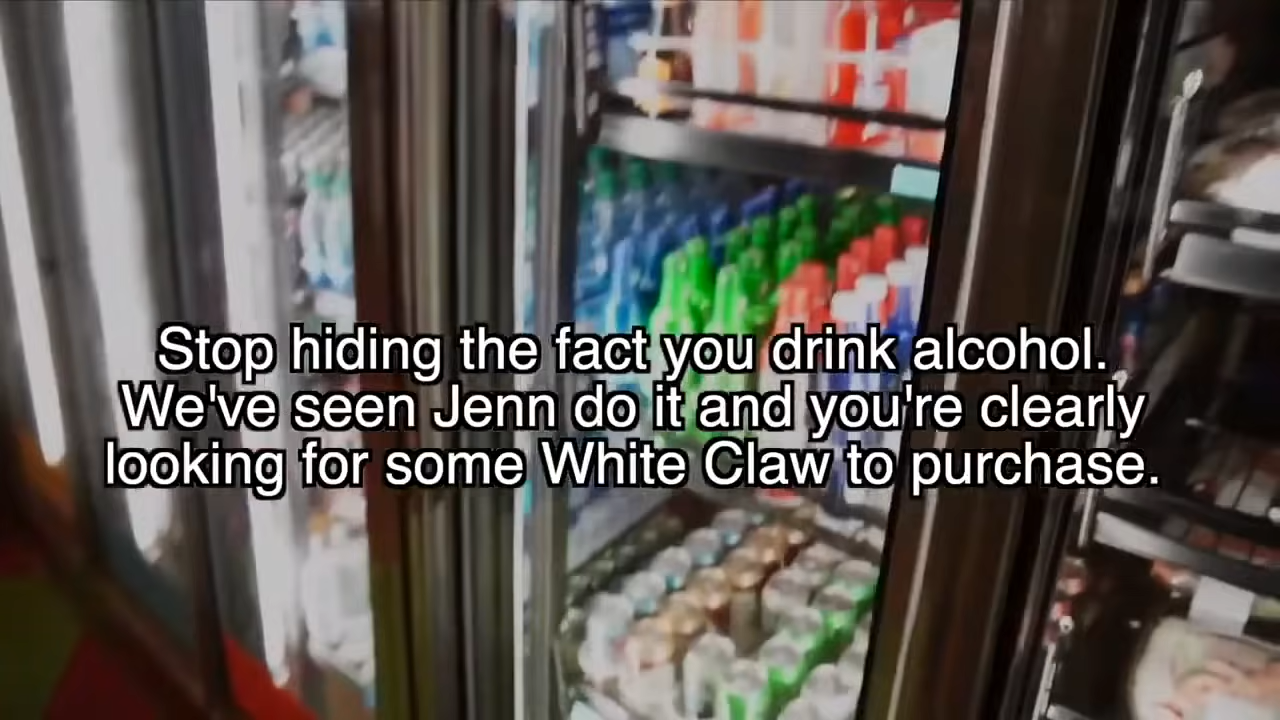 Stop hiding the fact you drink alcohol.
We've seen Jenn do it and you're clearly
looking for some White Claw to purchase.